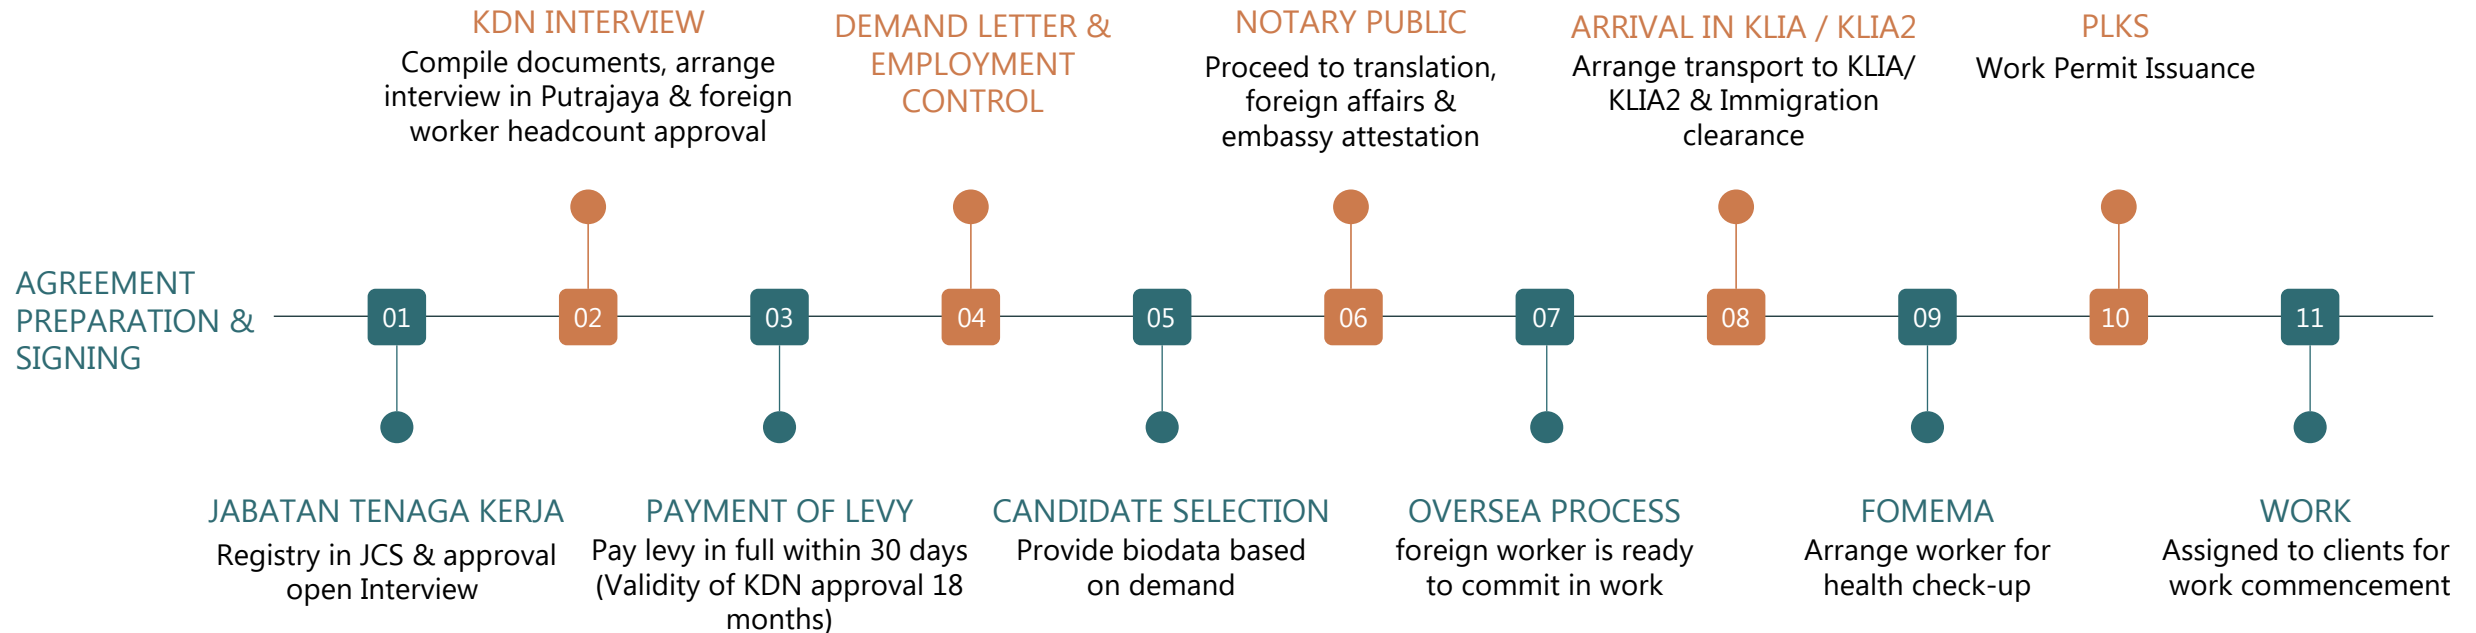 AGREEMENT
PREPARATION &
SIGNING
01
JABATAN TENAGA KERJA
Registry in JCS & approval
open Interview
02
KDN INTERVIEW
Compile documents, arrange
interview in Putrajaya & foreign
worker headcount approval
03
PAYMENT OF LEVY
Pay levy in full within 30 days
(Validity of KDN approval 18
months)
04
DEMAND LETTER &
EMPLOYMENT
CONTROL
05
CANDIDATE SELECTION
Provide biodata based
on demand
06
NOTARY PUBLIC
Proceed to translation,
foreign affairs &
embassy attestation
07
OVERSEA PROCESS
foreign worker is ready
to commit in work
08
ARRIVAL IN KLIA / KLIA2
Arrange transport to KLIA/
KLIA2 & Immigration
clearance
09
FOMEMA
Arrange worker for
health check-up
10
PLKS
Work Permit Issuance
11
WORK
Assigned to clients for
work commencement